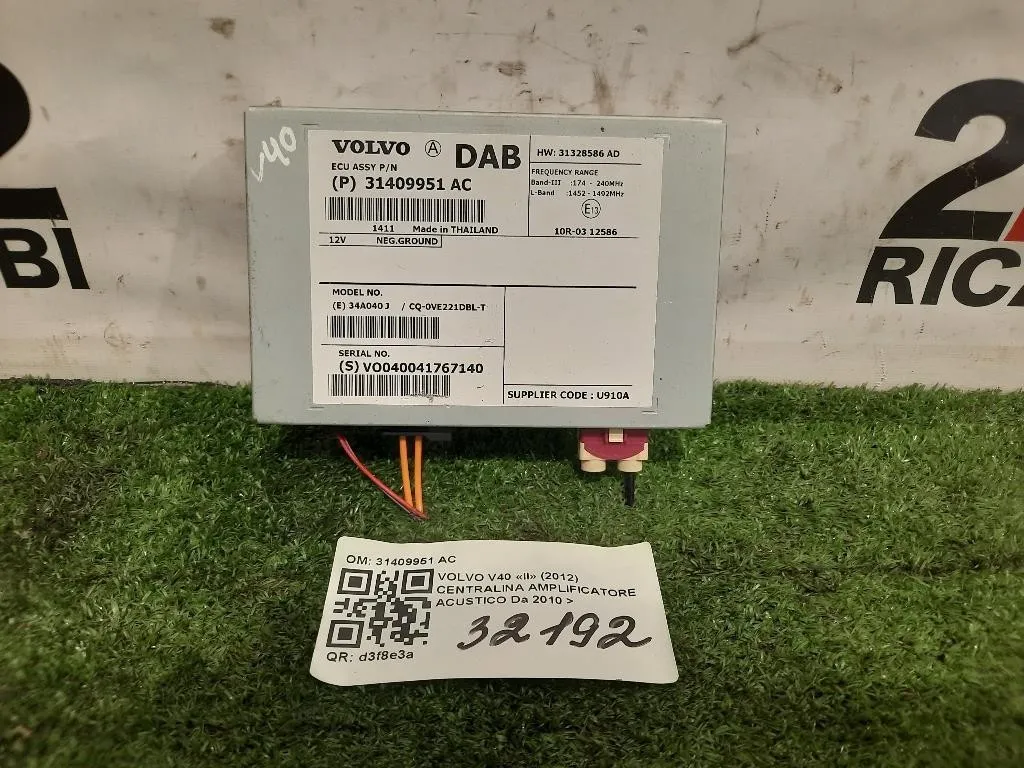 V40
VOLVO A DAB
ECU ASSY P/N
(P) 31409951 AC
1411 Made in THAILAND
12V NEG.GROUND
HW: 31328586 AD
FREQUENCY RANGE
Band-III :174 - 240MHz
L-Band :1452 - 1492MHz
E13
10R-03 12586
MODEL NO.
(E) 34A040J / CQ-0VE221DBL-T
SERIAL NO.
(S) VO040041767140
SUPPLIER CODE : U910A
BI
2
RIC
OM: 31409951 AC
VOLVO V40 «II» (2012)
CENTRALINA AMPLIFICATORE
ACUSTICO Da 2010 >
32192
QR: d3f8e3a